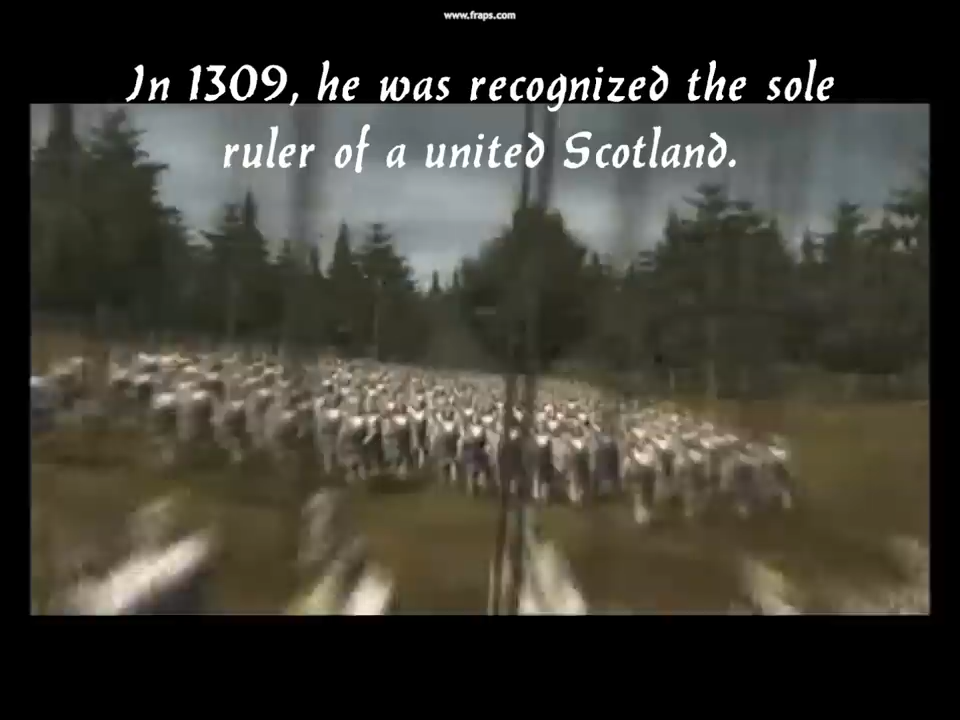 www.fraps.com
In 1309, he was recognized the sole
ruler of a united Scotland.